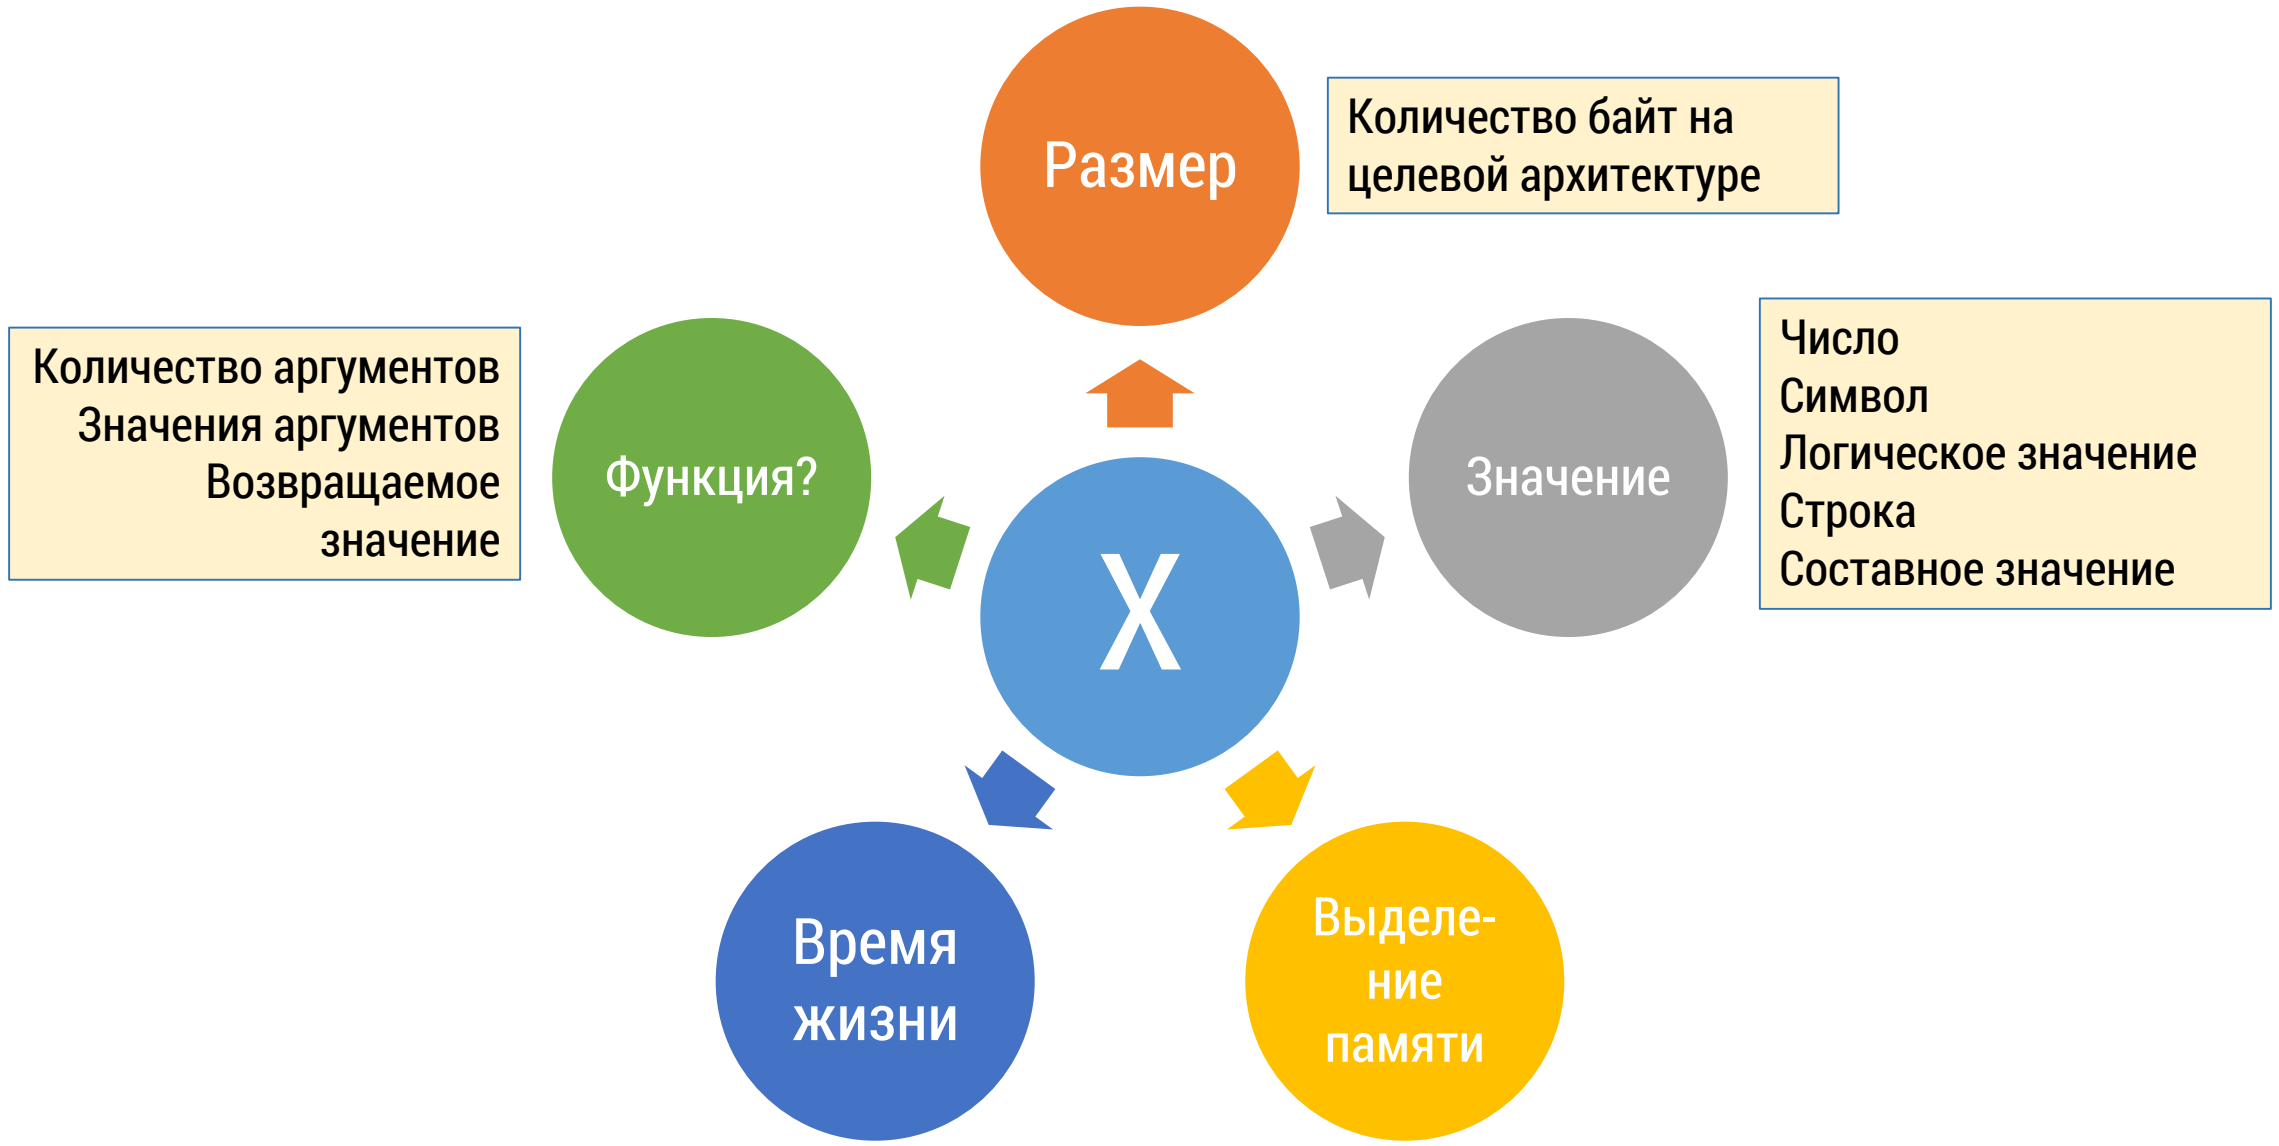 Размер
Количество байт на
целевой архитектуре
Количество аргументов
Значения аргументов
Возвращаемое
значение
Функция?
Значение
Число
Символ
Логическое значение
Строка
Составное значение
X
Время
жизни
Выделе-
ние
памяти